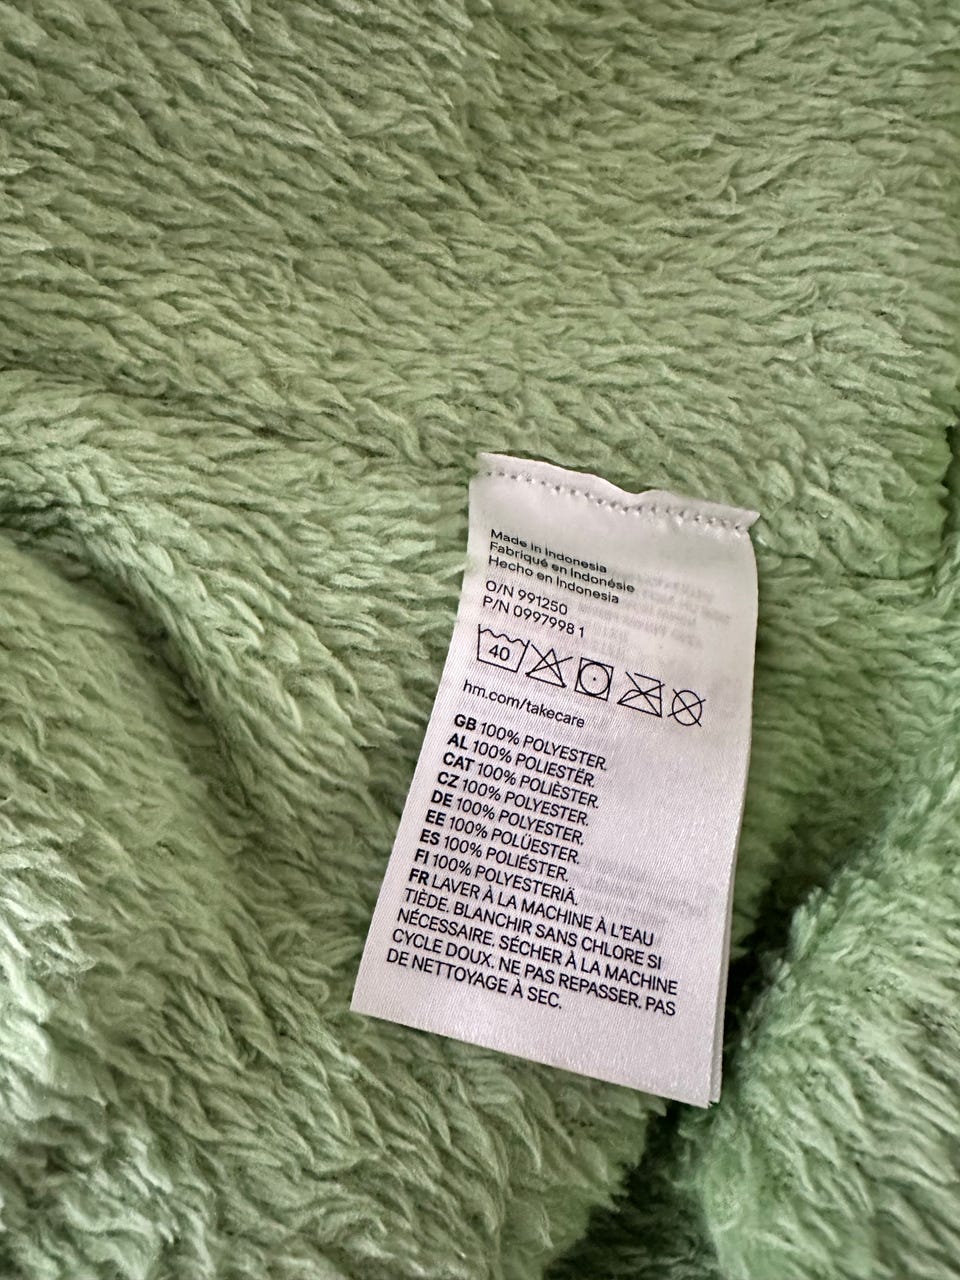 Made in Indonesia
Fabriqué en Indonésie
Hecho en Indonesia
O/N 991250
P/N 0997998 1
40
hm.com/takecare
GB 100% POLYESTER.
AL 100% POLIESTËR.
CAT 100% POLIÈSTER.
CZ 100% POLYESTER.
DE 100% POLYESTER.
EE 100% POLÜESTER.
ES 100% POLIÉSTER.
FI 100% POLYESTERIÄ.
FR LAVER À LA MACHINE À L'EAU
TIÈDE. BLANCHIR SANS CHLORE SI
NÉCESSAIRE. SÉCHER À LA MACHINE
CYCLE DOUX. NE PAS REPASSER. PAS
DE NETTOYAGE À SEC.